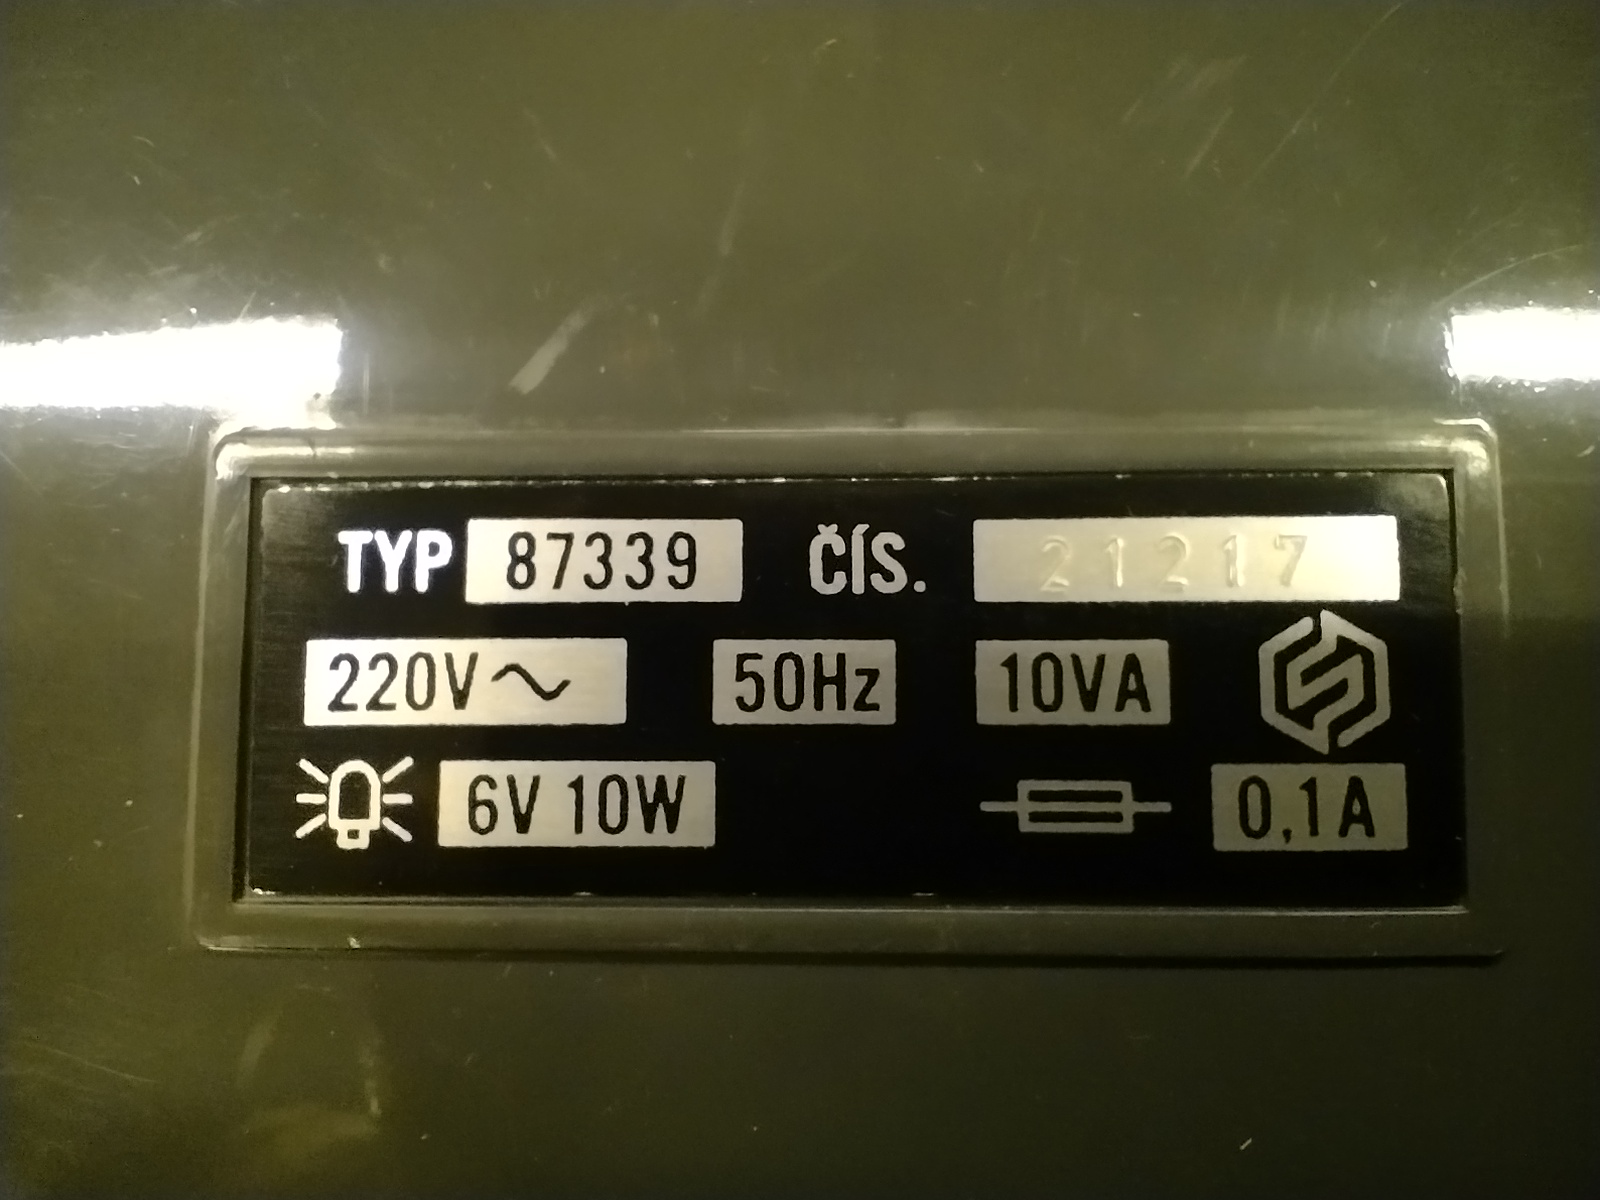 TYP 87339 ČÍS. 21217
220V~ 50Hz 10VA
6V 10W 0,1A